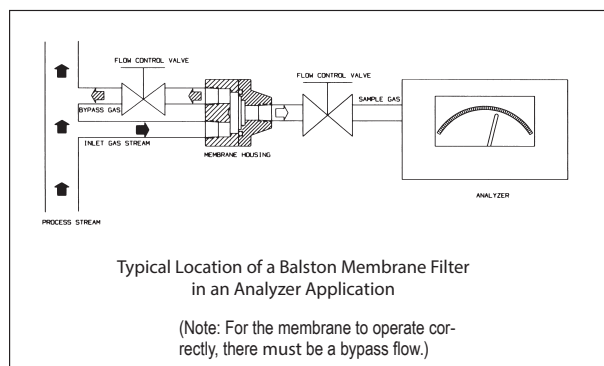 FLOW CONTROL VALVE
FLOW CONTROL VALVE
BYPASS GAS
SAMPLE GAS
INLET GAS STREAM
MEMBRANE HOUSING
ANALYZER
PROCESS STREAM
Typical Location of a Balston Membrane Filter
in an Analyzer Application
(Note: For the membrane to operate cor-
rectly, there must be a bypass flow.)